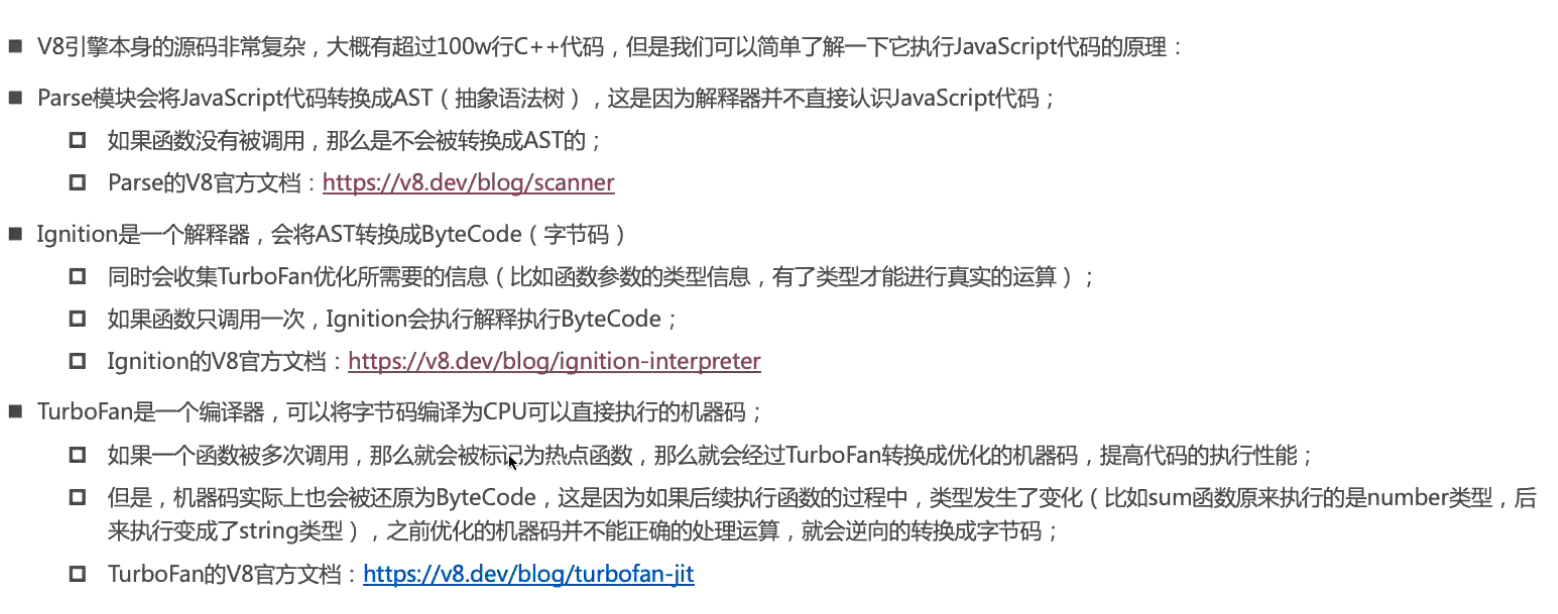 V8引擎本身的源码非常复杂，大概有超过100w行C++代码，但是我们可以简单了解一下它执行JavaScript代码的原理：
Parse模块会将JavaScript代码转换成AST（抽象语法树），这是因为解释器并不直接认识JavaScript代码；
如果函数没有被调用，那么是不会被转换成AST的；
Parse的V8官方文档：https://v8.dev/blog/scanner
Ignition是一个解释器，会将AST转换成ByteCode（字节码）
同时会收集TurboFan优化所需要的信息（比如函数参数的类型信息，有了类型才能进行真实的运算）；
如果函数只调用一次，Ignition会执行解释执行ByteCode；
Ignition的V8官方文档：https://v8.dev/blog/ignition-interpreter
TurboFan是一个编译器，可以将字节码编译为CPU可以直接执行的机器码；
如果一个函数被多次调用，那么就会被标记为热点函数，那么就会经过TurboFan转换成优化的机器码，提高代码的执行性能；
但是，机器码实际上也会被还原为ByteCode，这是因为如果后续执行函数的过程中，类型发生了变化（比如sum函数原来执行的是number类型，后
来执行变成了string类型），之前优化的机器码并不能正确的处理运算，就会逆向的转换成字节码；
TurboFan的V8官方文档：https://v8.dev/blog/turbofan-jit